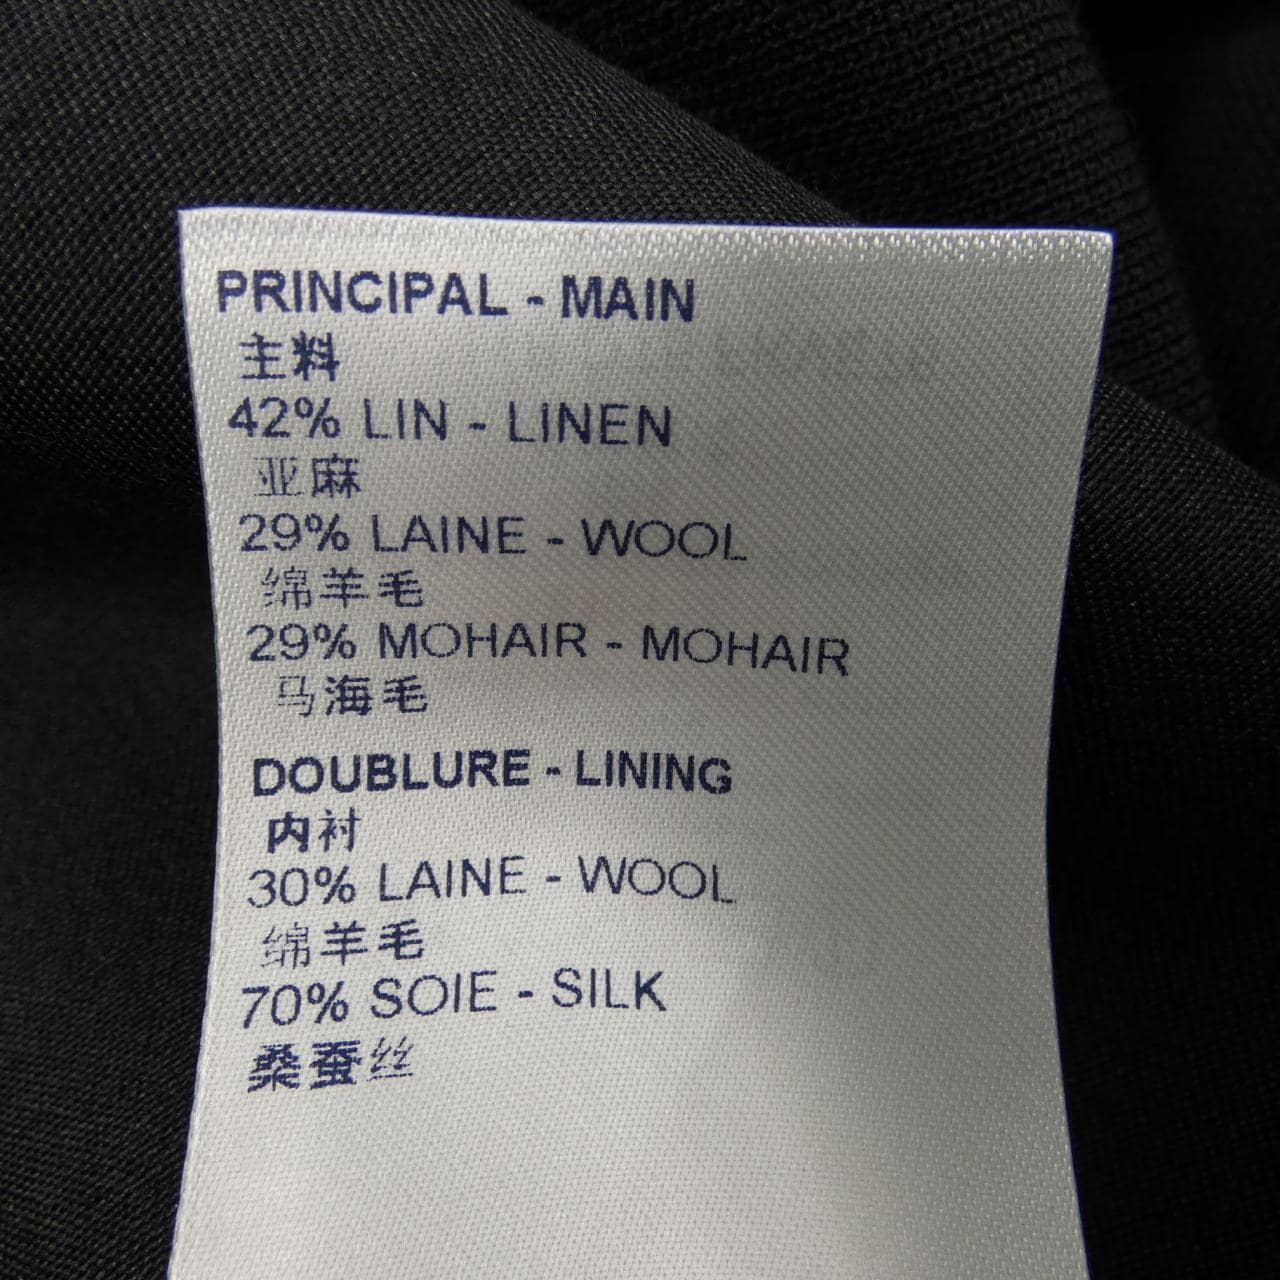 PRINCIPAL - MAIN
主料
42% LIN - LINEN
亚麻
29% LAINE - WOOL
绵羊毛
29% MOHAIR - MOHAIR
马海毛
DOUBLURE - LINING
内衬
30% LAINE - WOOL
绵羊毛
70% SOIE - SILK
桑蚕丝